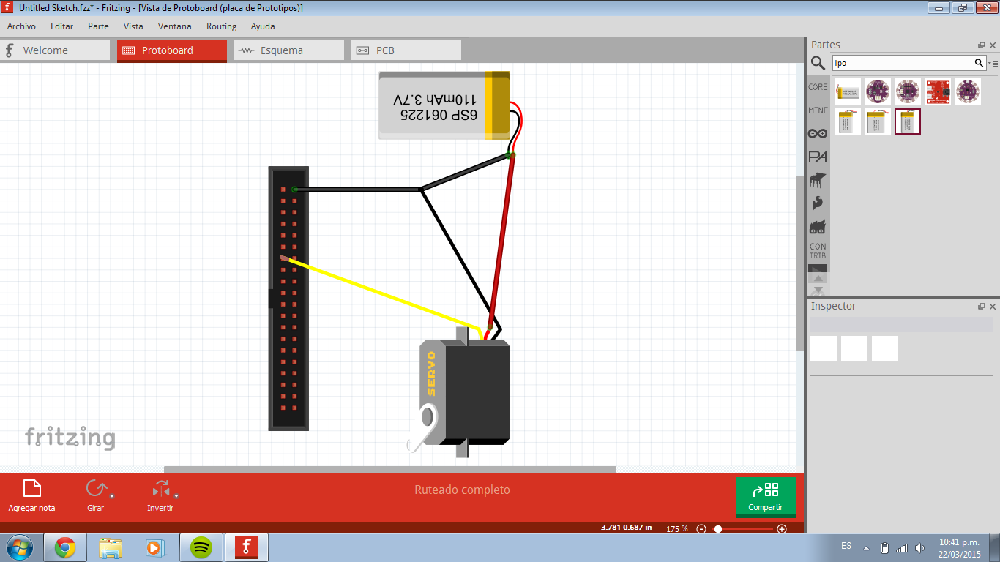 Untitled Sketch.fzz* - Fritzing - [Vista de Protoboard (placa de Prototipos)]
Archivo Editar Parte Vista Ventana Routing Ayuda
Welcome Protoboard Esquema PCB
Partes
lipo
CORE
MINE
CON
TRIB
6SP 061225
110mAh 3.7V
SERVO
fritzing
Inspector
Agregar nota Girar Invertir
Ruteado completo
Compartir
3.781 0.687 in 175 %
ES
10:41 p.m.
22/03/2015